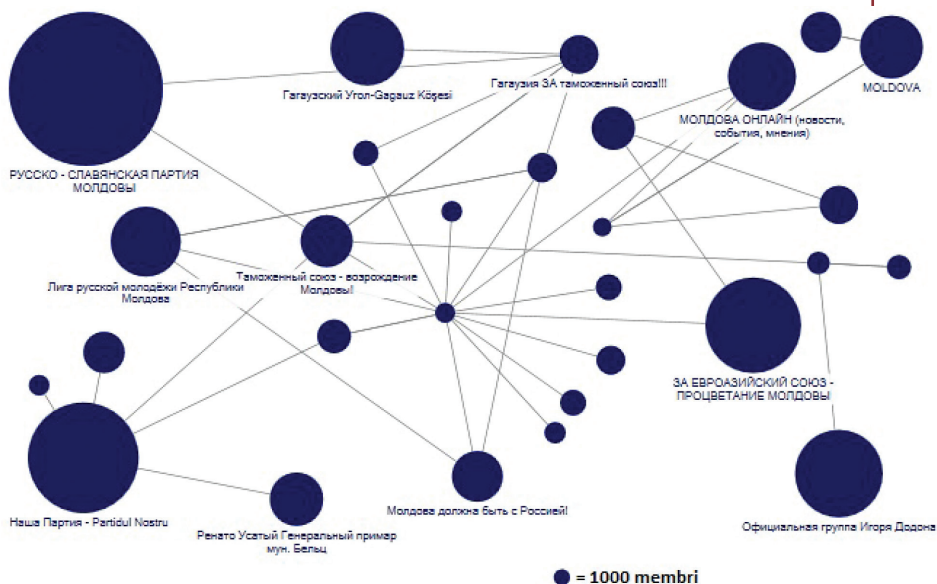 MOLDOVA
Гагаузия ЗА таможенный союз!!!
Гагаузский Угол-Gagauz Köşesi
МОЛДОВА ОНЛАЙН (новости,
события, мнения)
РУССКО - СЛАВЯНСКАЯ ПАРТИЯ
МОЛДОВЫ
Таможенный союз - возрождение
Молдовы!
Лига русской молодёжи Республики
Молдова
ЗА ЕВРОАЗИЙСКИЙ СОЮЗ -
ПРОЦВЕТАНИЕ МОЛДОВЫ
Молдова должна быть с Россией!
Наша Партия - Partidul Nostru
Официальная группа Игоря Додона
Ренато Усатый Генеральный примар
мун. Бельц
= 1000 membri